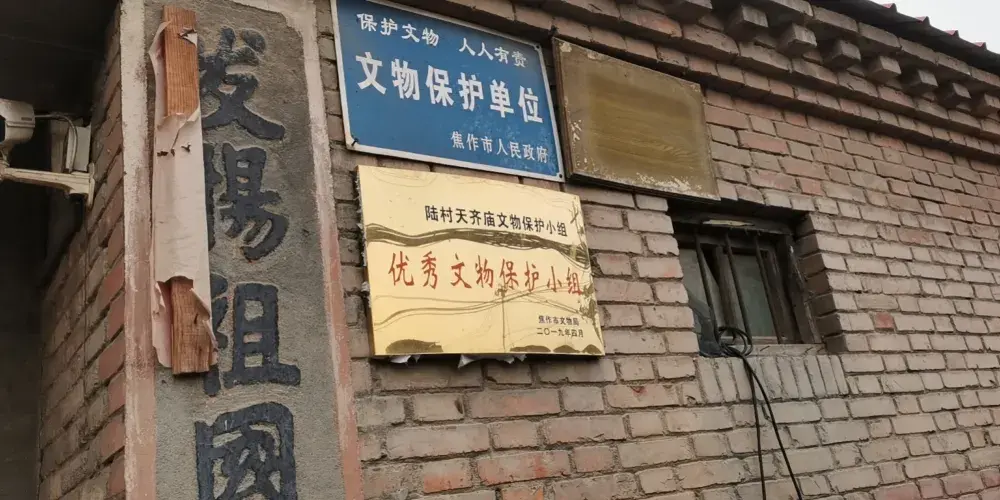 发
陽
祖
國
保护文物 人人有责
文物保护单位
焦作市人民政府
陆村天齐庙文物保护小组
优秀文物保护小组
焦作市文物局
二〇一九年四月